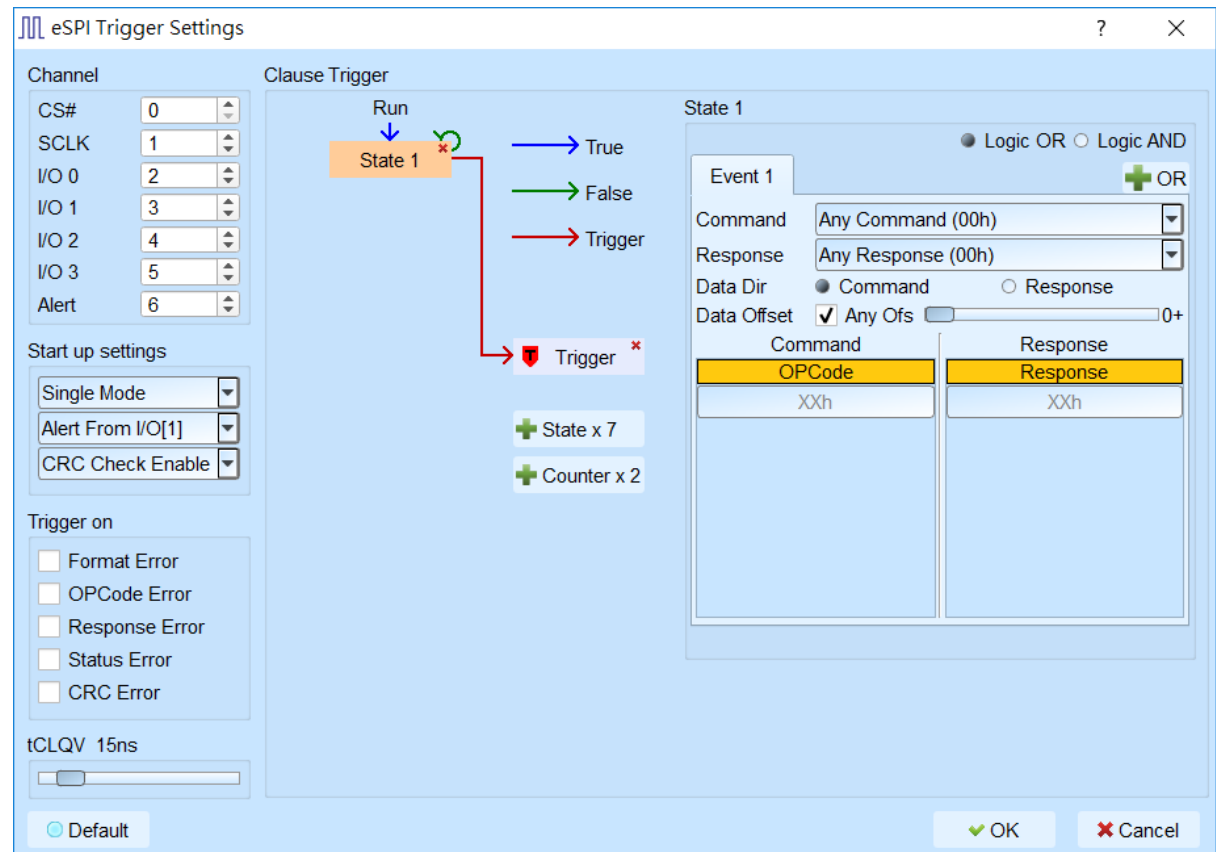 eSPI Trigger Settings
?
Channel
CS# 0
SCLK 1
I/O 0 2
I/O 1 3
I/O 2 4
I/O 3 5
Alert 6
Start up settings
Single Mode
Alert From I/O[1]
CRC Check Enable
Trigger on
Format Error
OPCode Error
Response Error
Status Error
CRC Error
tCLQV 15ns
Default
Clause Trigger
Run
State 1
True
False
Trigger
T Trigger
State x 7
Counter x 2
State 1
Logic OR Logic AND
Event 1
OR
Command Any Command (00h)
Response Any Response (00h)
Data Dir Command Response
Data Offset Any Ofs 0+
Command Response
OPCode Response
XXh XXh
OK Cancel